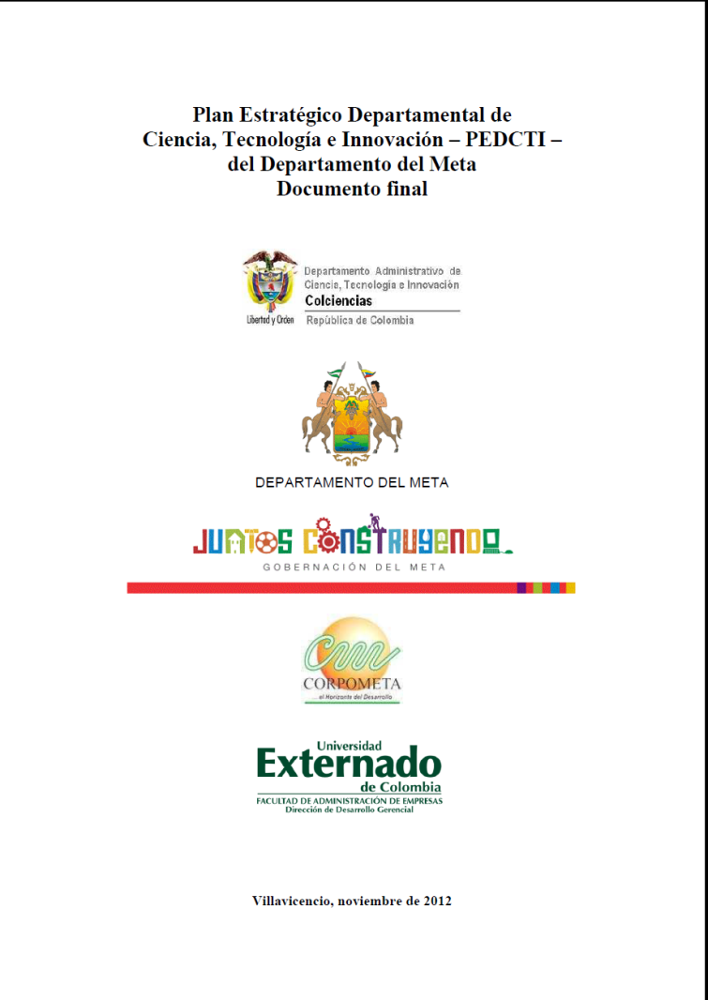 Plan Estratégico Departamental de
Ciencia, Tecnología e Innovación – PEDCTI –
del Departamento del Meta
Documento final
Departamento Administrativo de
Ciencia, Tecnología e Innovación
Colciencias
Libertad y Orden
República de Colombia
DEPARTAMENTO DEL META
JUNTOS CONSTRUYENDO
GOBERNACIÓN DEL META
cm
CORPOMETA
... el Horizonte del Desarrollo
Universidad
Externado
de Colombia
FACULTAD DE ADMINISTRACIÓN DE EMPRESAS
Dirección de Desarrollo Gerencial
Villavicencio, noviembre de 2012